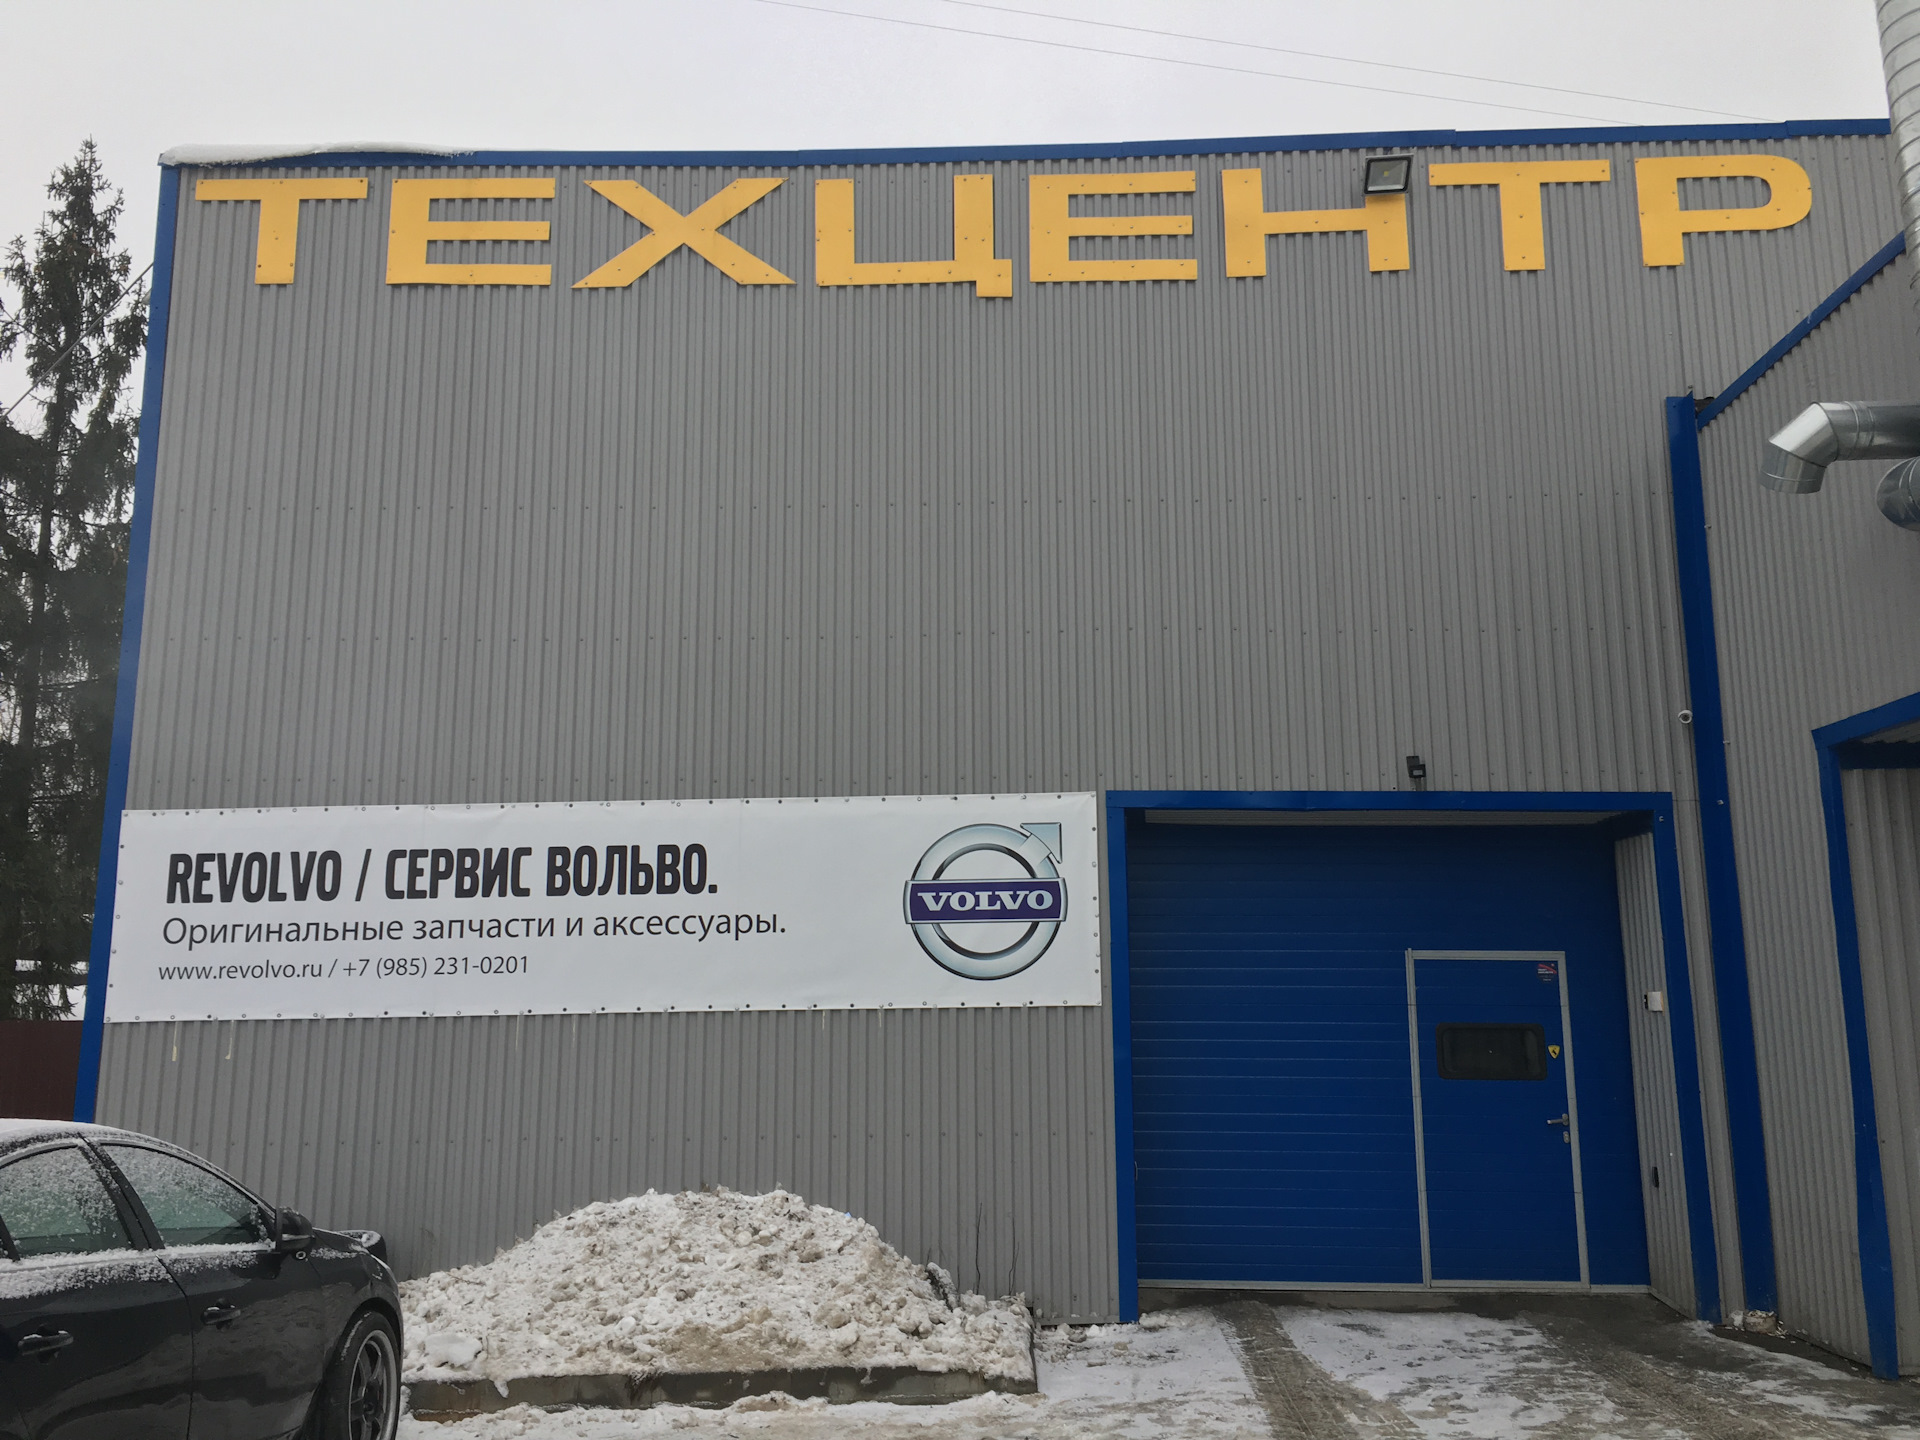 ТЕХЦЕНТР
REVOLVO / СЕРВИС ВОЛЬВО.
Оригинальные запчасти и аксессуары.
www.revolvo.ru / +7 (985) 231-0201
VOLVO